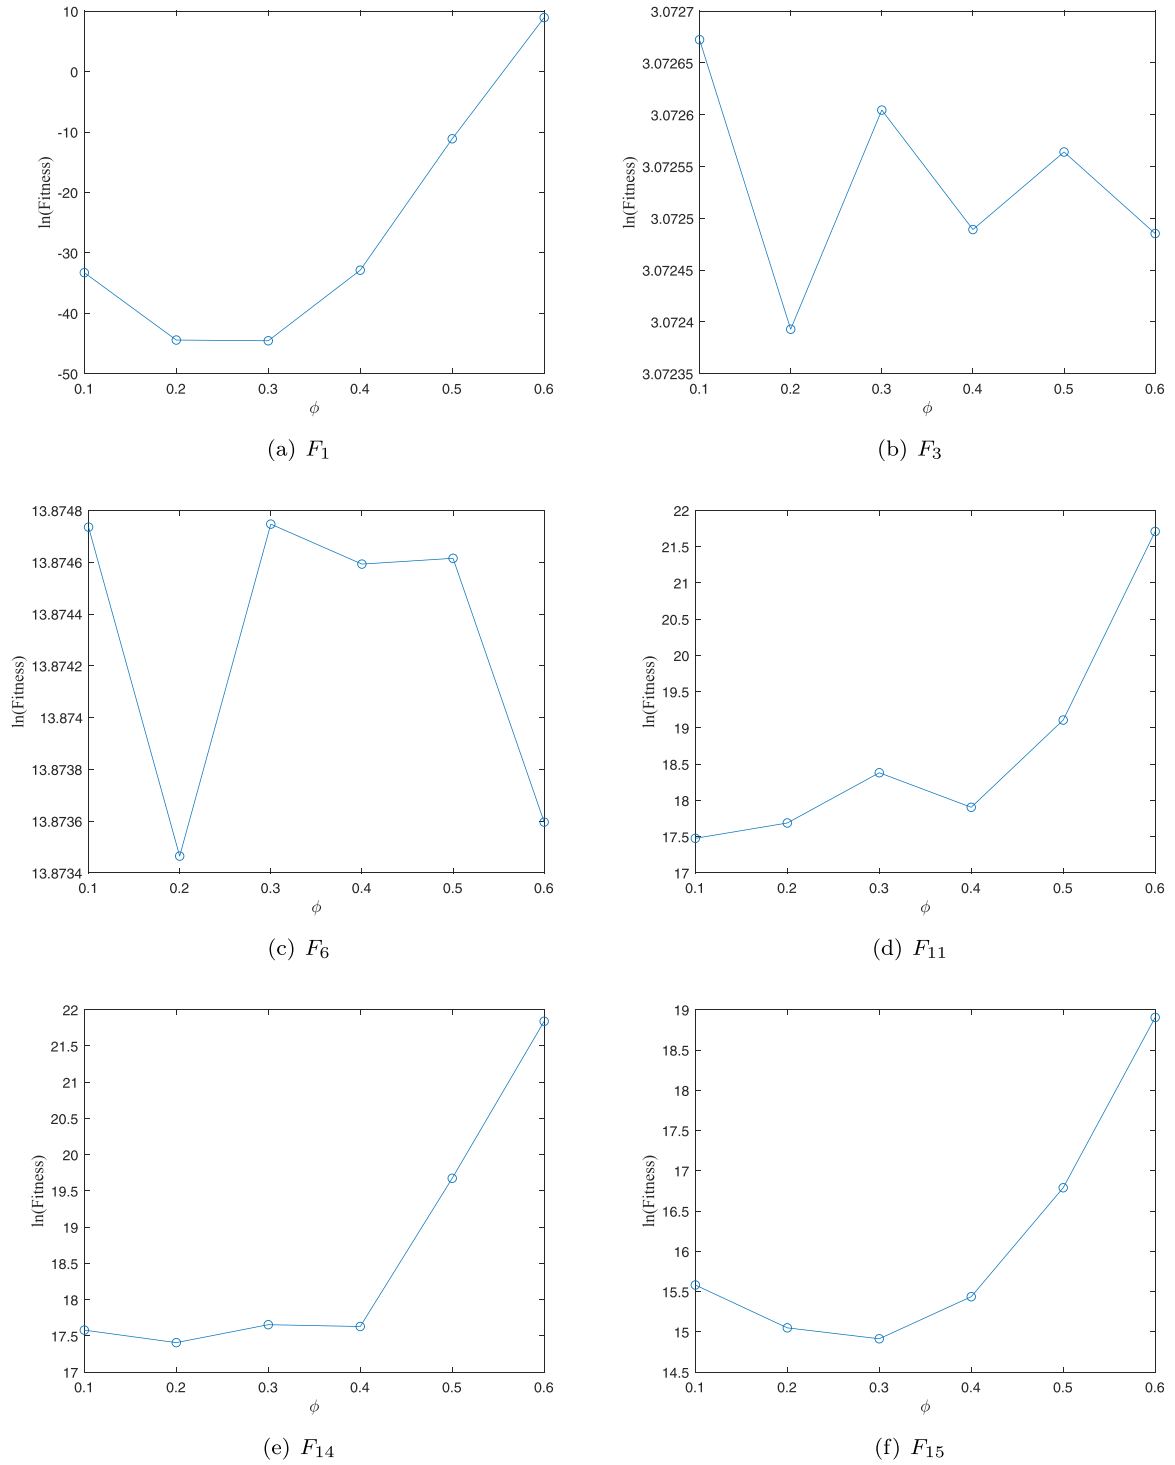 10
0
-10
-20
-30
-40
-50
ln(Fitness)
0.1 0.2 0.3 0.4 0.5 0.6
ϕ
(a) F1
3.0727
3.07265
3.0726
3.07255
3.0725
3.07245
3.0724
3.07235
ln(Fitness)
0.1 0.2 0.3 0.4 0.5 0.6
ϕ
(b) F3
13.8748
13.8746
13.8744
13.8742
13.874
13.8738
13.8736
13.8734
ln(Fitness)
0.1 0.2 0.3 0.4 0.5 0.6
ϕ
(c) F6
22
21.5
21
20.5
20
19.5
19
18.5
18
17.5
17
ln(Fitness)
0.1 0.2 0.3 0.4 0.5 0.6
ϕ
(d) F11
22
21.5
21
20.5
20
19.5
19
18.5
18
17.5
17
ln(Fitness)
0.1 0.2 0.3 0.4 0.5 0.6
ϕ
(e) F14
19
18.5
18
17.5
17
16.5
16
15.5
15
14.5
ln(Fitness)
0.1 0.2 0.3 0.4 0.5 0.6
ϕ
(f) F15